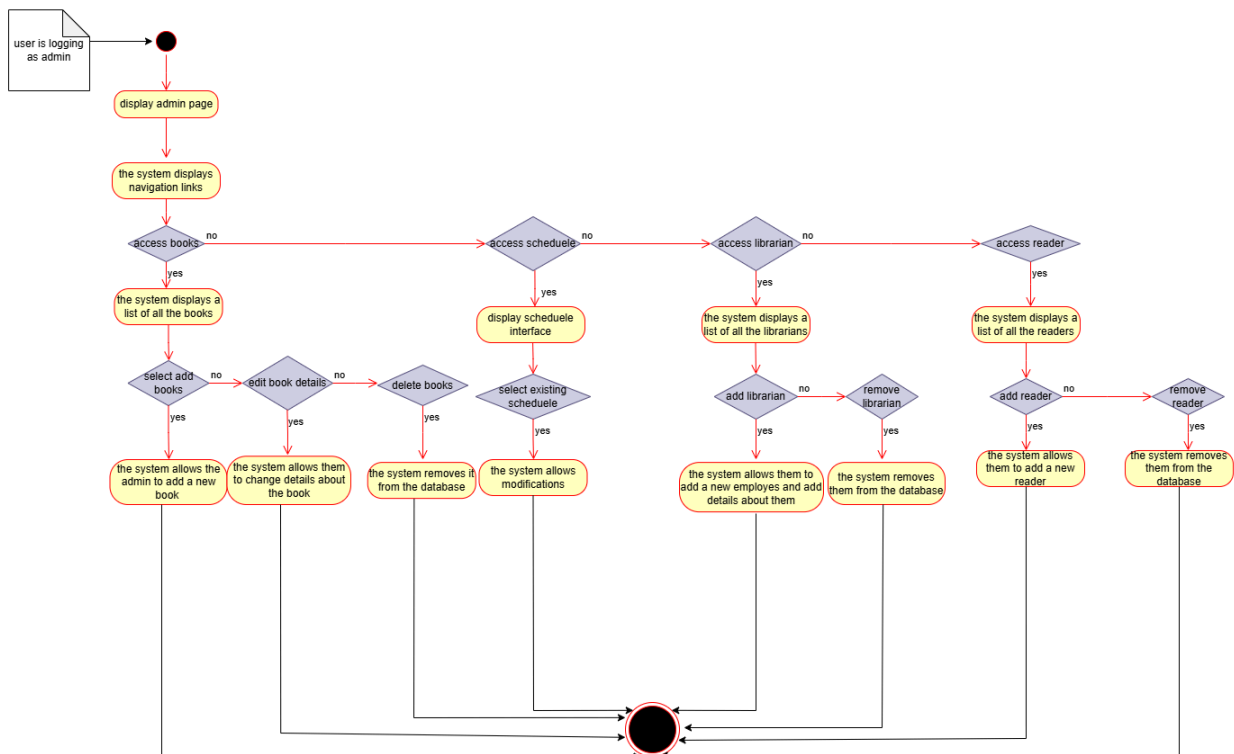 user is logging
as admin
display admin page
the system displays
navigation links
access books
no
access scheduele
no
access librarian
no
access reader
yes
yes
yes
yes
the system displays a
list of all the books
display scheduele
interface
the system displays a
list of all the librarians
the system displays a
list of all the readers
select add
books
no
edit book details
no
delete books
select existing
scheduele
add librarian
no
remove
librarian
add reader
no
remove
reader
yes
yes
yes
yes
yes
yes
yes
yes
the system allows the
admin to add a new
book
the system allows them
to change details about
the book
the system removes it
from the database
the system allows
modifications
the system allows them to
add a new employes and add
details about them
the system removes
them from the database
the system allows
them to add a new
reader
the system removes
them from the
database